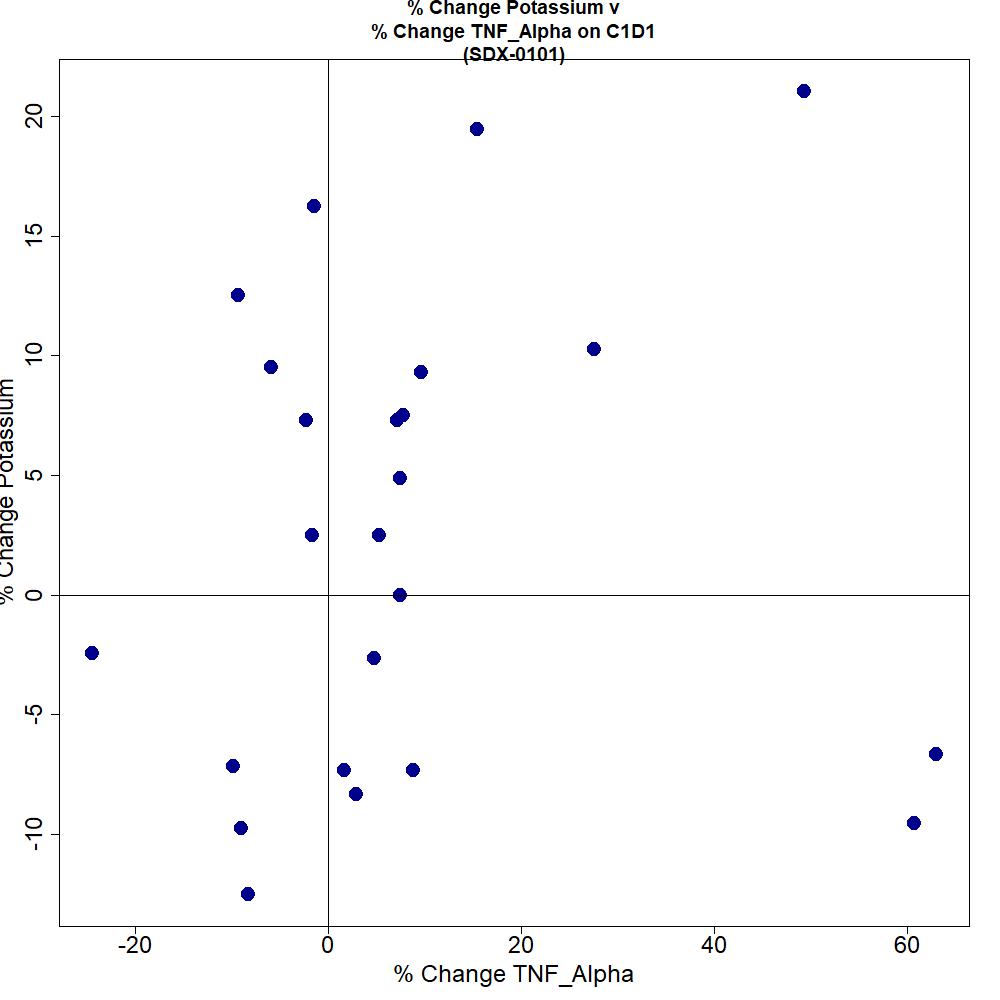 % Change Potassium v
% Change TNF_Alpha on C1D1
(SDX-0101)
% Change Potassium
20
15
10
5
0
-5
-10
-20
0
20
40
60
% Change TNF_Alpha